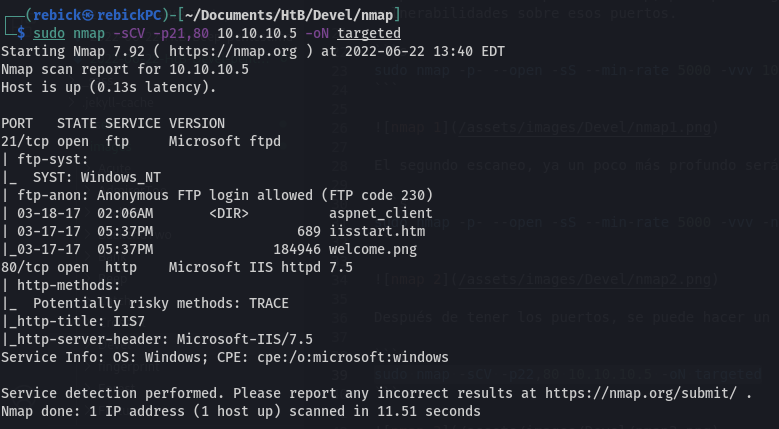 ┌──(rebick㉿rebickPC)-[~/Documents/HtB/Devel/nmap]
└─$ sudo nmap -sCV -p21,80 10.10.10.5 -oN targeted
Starting Nmap 7.92 ( https://nmap.org ) at 2022-06-22 13:40 EDT
Nmap scan report for 10.10.10.5
Host is up (0.13s latency).

PORT   STATE SERVICE VERSION
21/tcp open  ftp     Microsoft ftpd
| ftp-syst:
|_  SYST: Windows_NT
| ftp-anon: Anonymous FTP login allowed (FTP code 230)
| 03-18-17  02:06AM       <DIR>          aspnet_client
| 03-17-17  05:37PM                  689 iisstart.htm
|_03-17-17  05:37PM               184946 welcome.png
80/tcp open  http    Microsoft IIS httpd 7.5
| http-methods:
|_  Potentially risky methods: TRACE
|_http-title: IIS7
|_http-server-header: Microsoft-IIS/7.5
Service Info: OS: Windows; CPE: cpe:/o:microsoft:windows

Service detection performed. Please report any incorrect results at https://nmap.org/submit/ .
Nmap done: 1 IP address (1 host up) scanned in 11.51 seconds